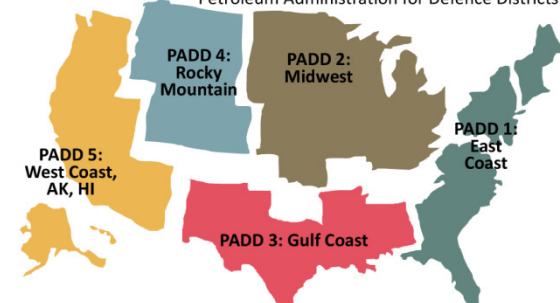 Petroleum Administration for Defence Districts
PADD 4:
Rocky
Mountain
PADD 2:
Midwest
PADD 1:
East
Coast
PADD 5:
West Coast,
AK, HI
PADD 3: Gulf Coast